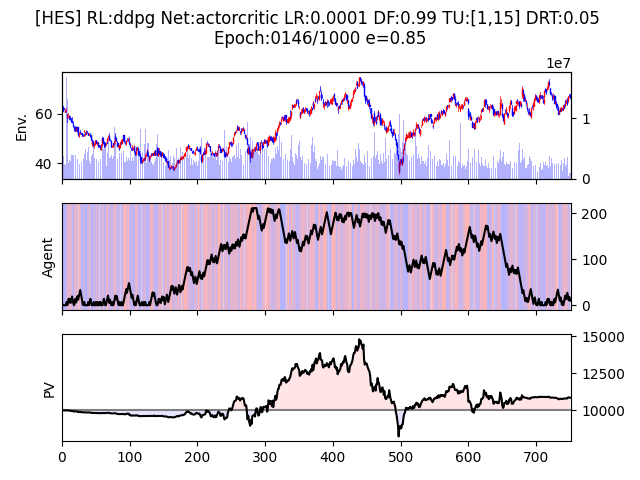 [HES] RL:ddpg Net:actorcritic LR:0.0001 DF:0.99 TU:[1,15] DRT:0.05
Epoch:0146/1000 e=0.85
1e7
Env.
60
40
1
0
Agent
200
100
0
PV
15000
12500
10000
0 100 200 300 400 500 600 700